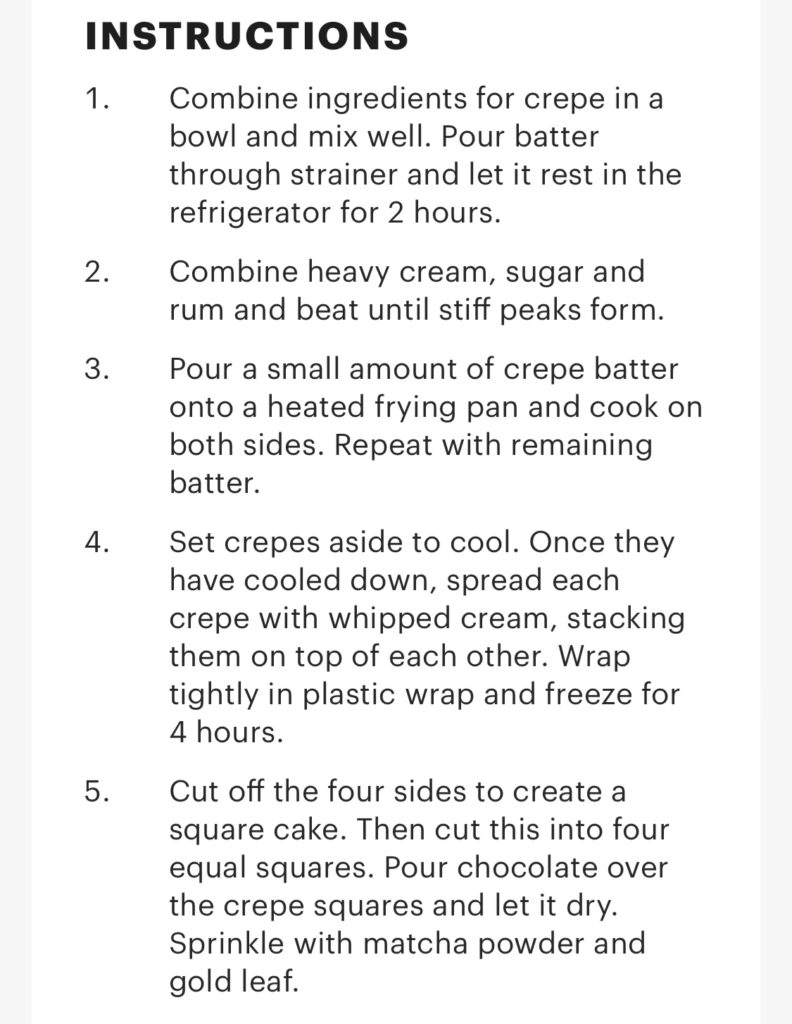 INSTRUCTIONS
1. Combine ingredients for crepe in a
bowl and mix well. Pour batter
through strainer and let it rest in the
refrigerator for 2 hours.
2. Combine heavy cream, sugar and
rum and beat until stiff peaks form.
3. Pour a small amount of crepe batter
onto a heated frying pan and cook on
both sides. Repeat with remaining
batter.
4. Set crepes aside to cool. Once they
have cooled down, spread each
crepe with whipped cream, stacking
them on top of each other. Wrap
tightly in plastic wrap and freeze for
4 hours.
5. Cut off the four sides to create a
square cake. Then cut this into four
equal squares. Pour chocolate over
the crepe squares and let it dry.
Sprinkle with matcha powder and
gold leaf.